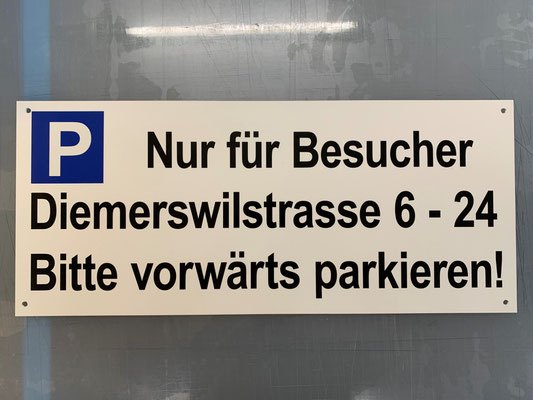 P Nur für Besucher
Diemerswilstrasse 6 - 24
Bitte vorwärts parkieren!